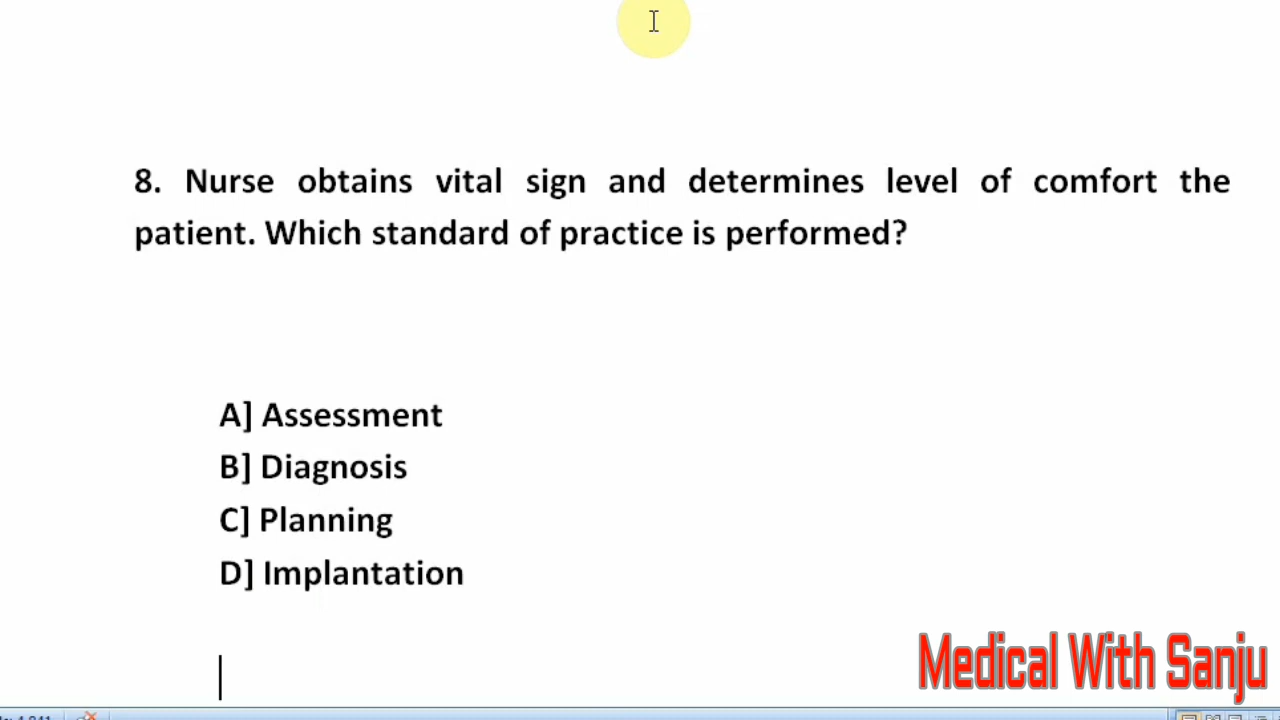 8. Nurse obtains vital sign and determines level of comfort the
patient. Which standard of practice is performed?
A] Assessment
B] Diagnosis
C] Planning
D] Implantation
Medical With Sanju